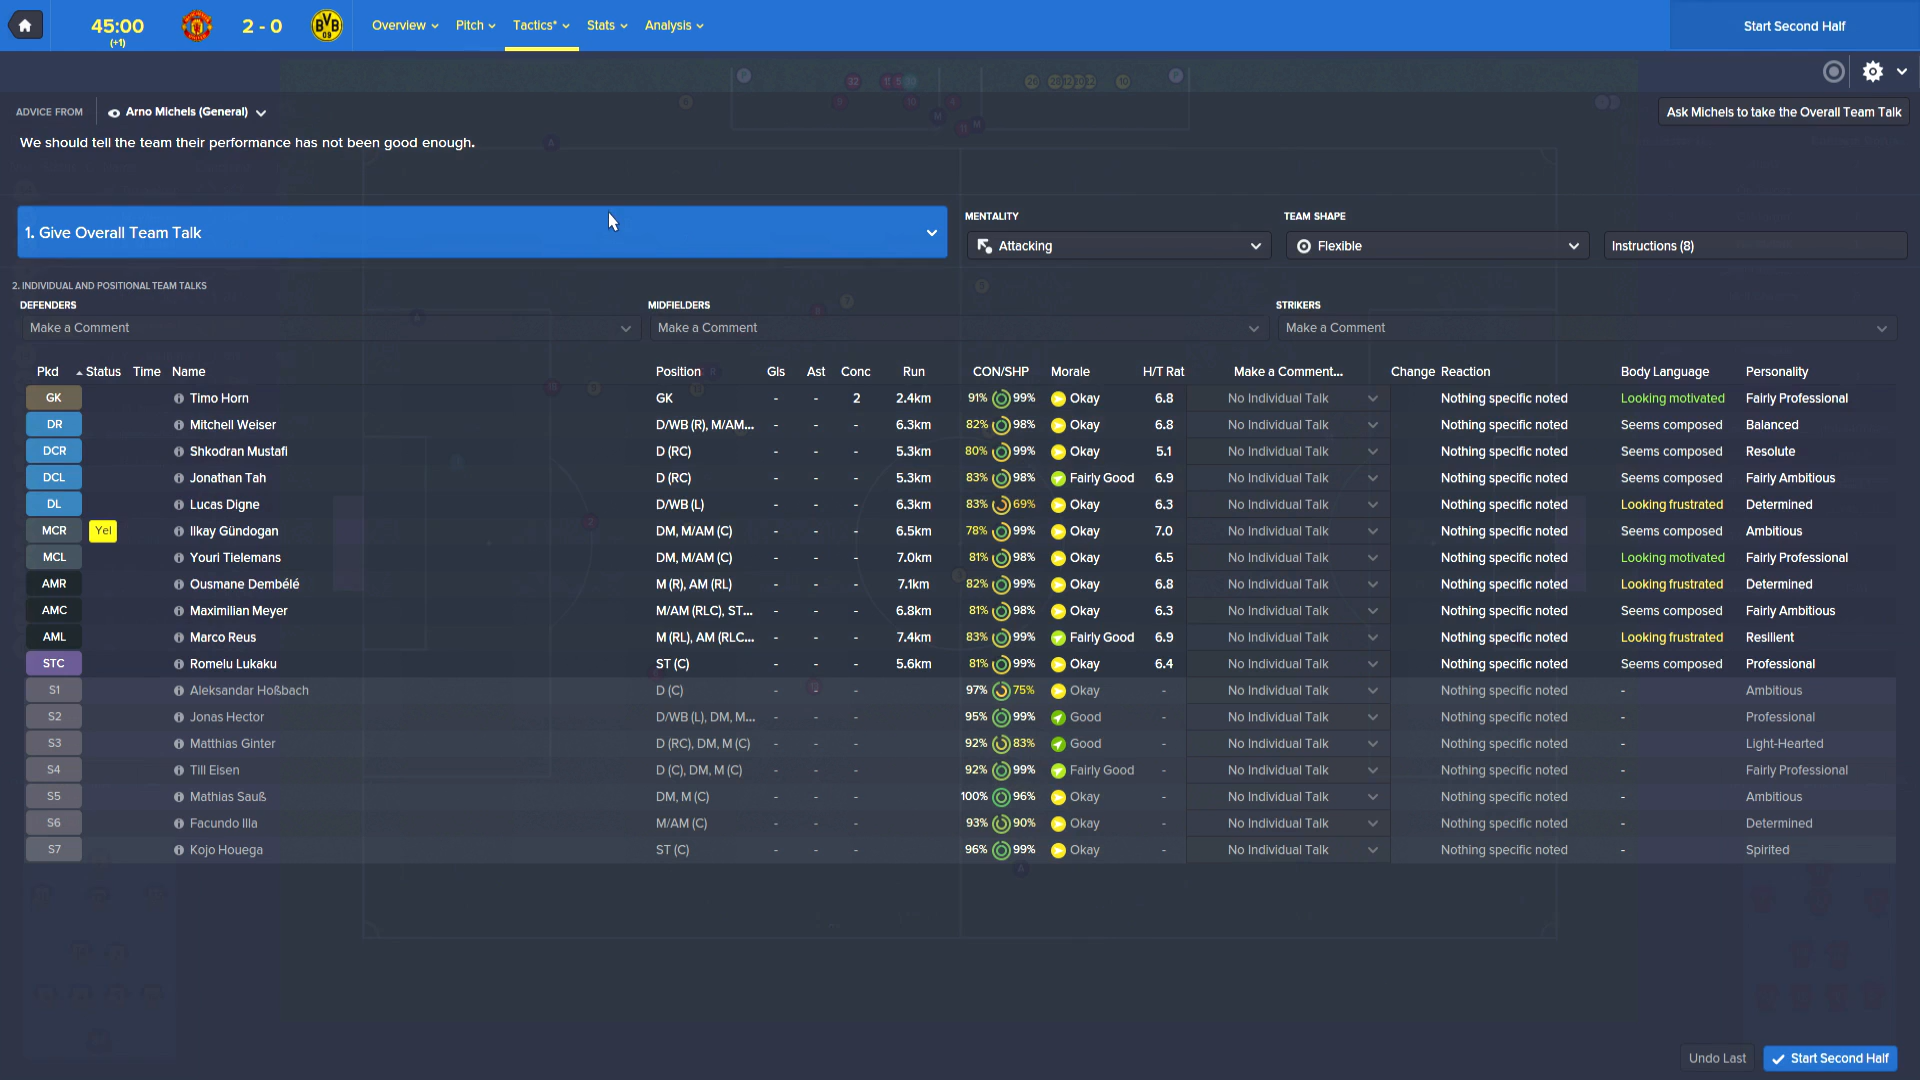 45:00
(+1)
2 - 0
Overview
Pitch
Tactics*
Stats
Analysis
Start Second Half
ADVICE FROM
Arno Michels (General)
Ask Michels to take the Overall Team Talk
We should tell the team their performance has not been good enough.
1. Give Overall Team Talk
MENTALITY
Attacking
TEAM SHAPE
Flexible
Instructions (8)
2. INDIVIDUAL AND POSITIONAL TEAM TALKS
DEFENDERS
MIDFIELDERS
STRIKERS
Make a Comment
Make a Comment
Make a Comment
Pkd Status Time Name Position Gls Ast Conc Run CON/SHP Morale H/T Rat Make a Comment... Change Reaction Body Language Personality
GK Timo Horn GK - - 2 2.4km 91% 99% Okay 6.8 No Individual Talk Nothing specific noted Looking motivated Fairly Professional
DR Mitchell Weiser D/WB (R), M/AM... - - - 6.3km 82% 98% Okay 6.8 No Individual Talk Nothing specific noted Seems composed Balanced
DCR Shkodran Mustafi D (RC) - - - 5.3km 80% 99% Okay 5.1 No Individual Talk Nothing specific noted Seems composed Resolute
DCL Jonathan Tah D (RC) - - - 5.3km 83% 98% Fairly Good 6.9 No Individual Talk Nothing specific noted Seems composed Fairly Ambitious
DL Lucas Digne D/WB (L) - - - 6.3km 83% 69% Okay 6.3 No Individual Talk Nothing specific noted Looking frustrated Determined
MCR Yel Ilkay Gündogan DM, M/AM (C) - - - 6.5km 78% 99% Okay 7.0 No Individual Talk Nothing specific noted Seems composed Ambitious
MCL Youri Tielemans DM, M/AM (C) - - - 7.0km 81% 98% Okay 6.5 No Individual Talk Nothing specific noted Looking motivated Fairly Professional
AMR Ousmane Dembélé M (R), AM (RL) - - - 7.1km 82% 99% Okay 6.8 No Individual Talk Nothing specific noted Looking frustrated Determined
AMC Maximilian Meyer M/AM (RLC), ST... - - - 6.8km 81% 98% Okay 6.3 No Individual Talk Nothing specific noted Seems composed Fairly Ambitious
AML Marco Reus M (RL), AM (RLC... - - - 7.4km 83% 99% Fairly Good 6.9 No Individual Talk Nothing specific noted Looking frustrated Resilient
STC Romelu Lukaku ST (C) - - - 5.6km 81% 99% Okay 6.4 No Individual Talk Nothing specific noted Seems composed Professional
S1 Aleksandar Hoßbach D (C) - - - 97% 75% Okay - No Individual Talk Nothing specific noted - Ambitious
S2 Jonas Hector D/WB (L), DM, M... - - - 95% 99% Good - No Individual Talk Nothing specific noted - Professional
S3 Matthias Ginter D (RC), DM, M (C) - - - 92% 83% Good - No Individual Talk Nothing specific noted - Light-Hearted
S4 Till Eisen D (C), DM, M (C) - - - 92% 99% Fairly Good - No Individual Talk Nothing specific noted - Fairly Professional
S5 Mathias Sauß DM, M (C) - - - 100% 96% Okay - No Individual Talk Nothing specific noted - Ambitious
S6 Facundo Illa M/AM (C) - - - 93% 90% Okay - No Individual Talk Nothing specific noted - Determined
S7 Kojo Houega ST (C) - - - 96% 99% Okay - No Individual Talk Nothing specific noted - Spirited
Undo Last
Start Second Half